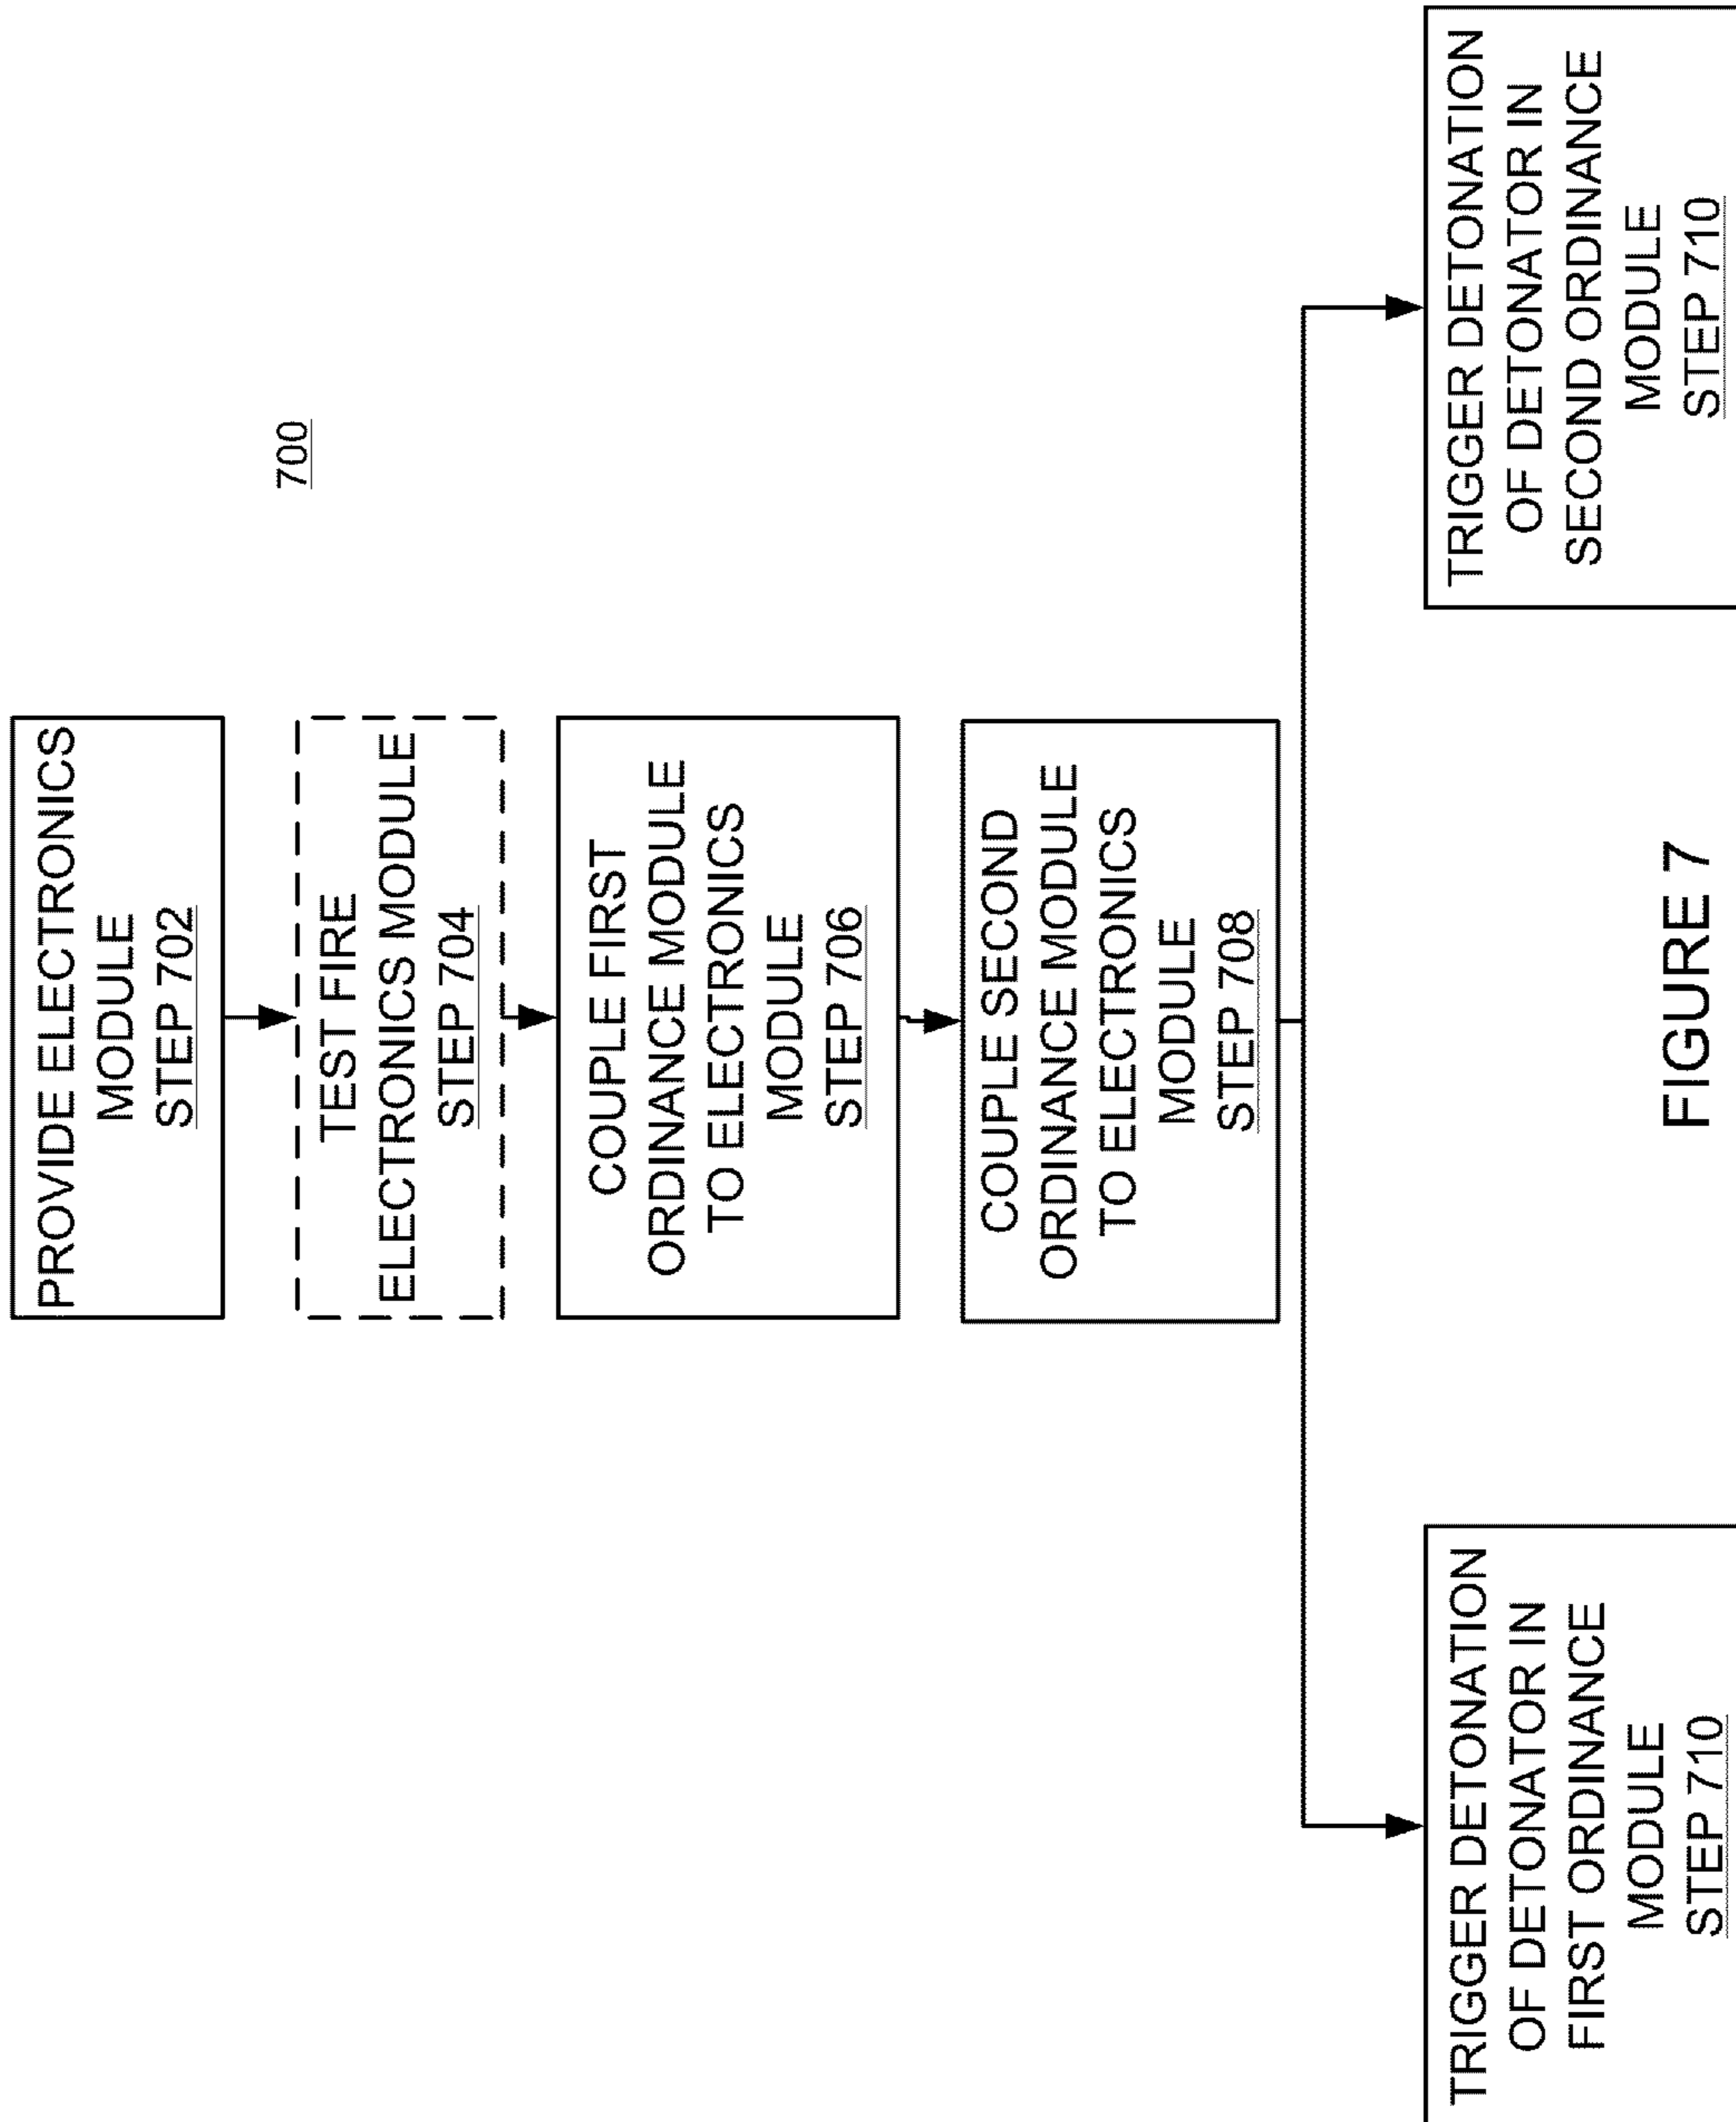 700
PROVIDE ELECTRONICS
MODULE
STEP 702
TEST FIRE
ELECTRONICS MODULE
STEP 704
COUPLE FIRST
ORDINANCE MODULE
TO ELECTRONICS
MODULE
STEP 706
COUPLE SECOND
ORDINANCE MODULE
TO ELECTRONICS
MODULE
STEP 708
TRIGGER DETONATION
OF DETONATOR IN
FIRST ORDINANCE
MODULE
STEP 710
TRIGGER DETONATION
OF DETONATOR IN
SECOND ORDINANCE
MODULE
STEP 710
FIGURE 7